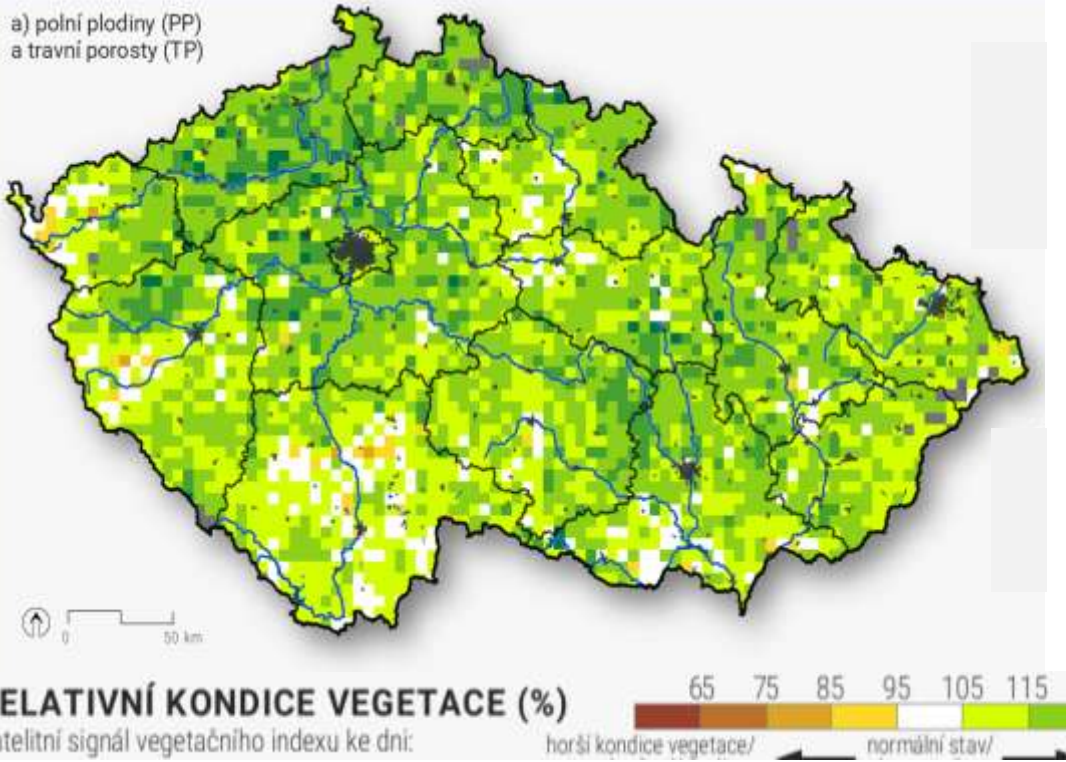 a) polní plodiny (PP)
a travní porosty (TP)
0 50 km
ELATIVNÍ KONDICE VEGETACE (%)
atelitní signál vegetačního indexu ke dni:
65 75 85 95 105 115
horší kondice vegetace/
normální stav/